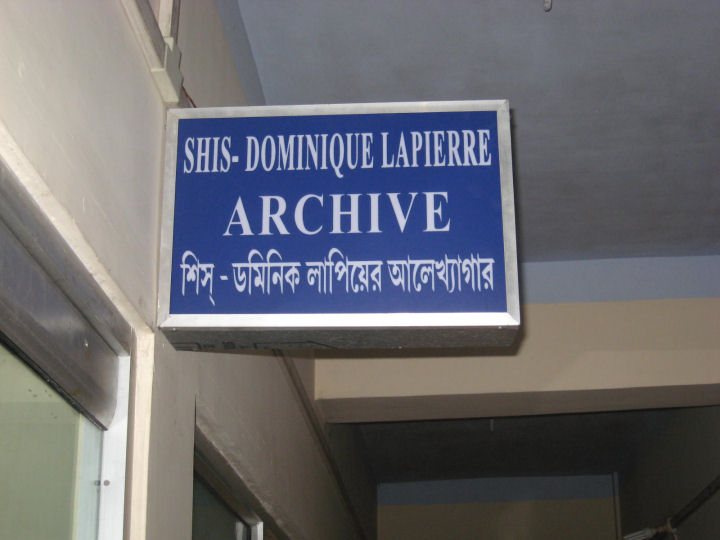 SHIS- DOMINIQUE LAPIERRE
ARCHIVE
শিস্ - ডমিনিক লাপিয়ের আলেখ্যাগার